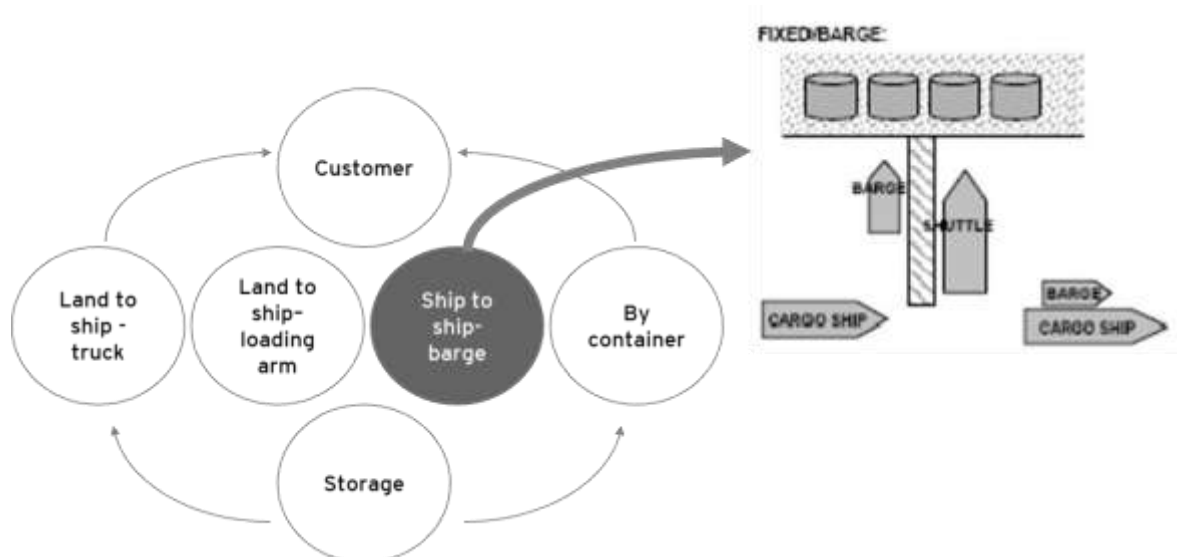 FIXED/BARGE:
Customer
BARGE
SHUTTLE
Land to
ship -
truck
Land to
ship-
loading
arm
Ship to
ship-
barge
By
container
BARGE
CARGO SHIP
CARGO SHIP
Storage